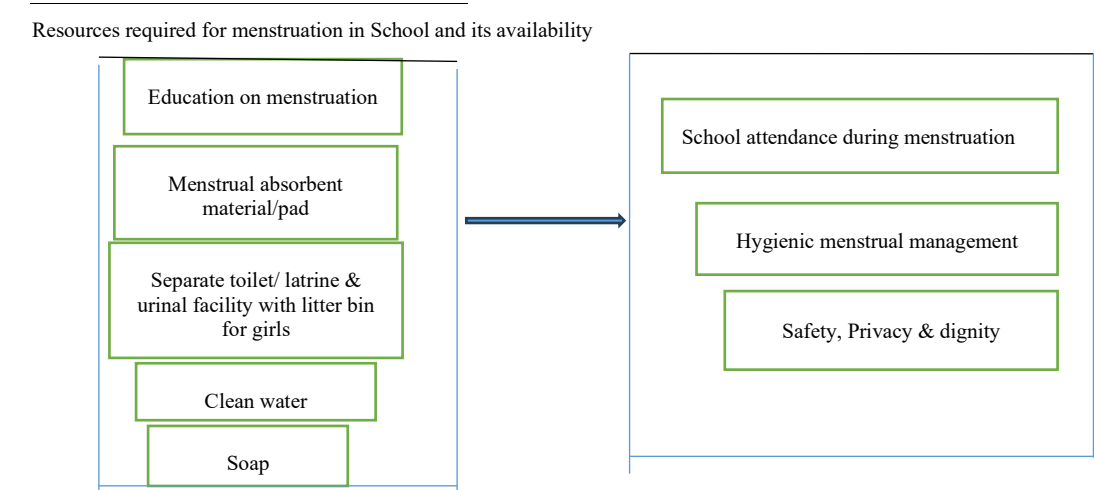 Resources required for menstruation in School and its availability
Education on menstruation
Menstrual absorbent
material/pad
Separate toilet/ latrine &
urinal facility with litter bin
for girls
Clean water
Soap
School attendance during menstruation
Hygienic menstrual management
Safety, Privacy & dignity